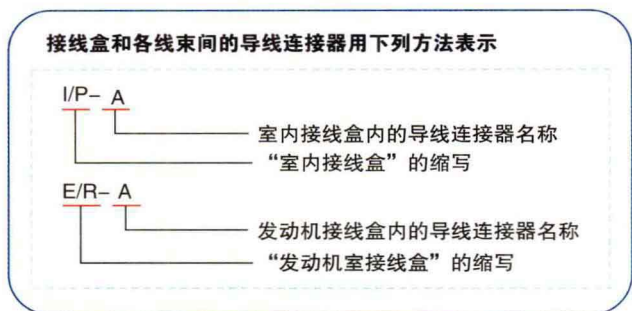 接线盒和各线束间的导线连接器用下列方法表示
I/P- A
室内接线盒内的导线连接器名称
“室内接线盒”的缩写
E/R- A
发动机接线盒内的导线连接器名称
“发动机室接线盒”的缩写